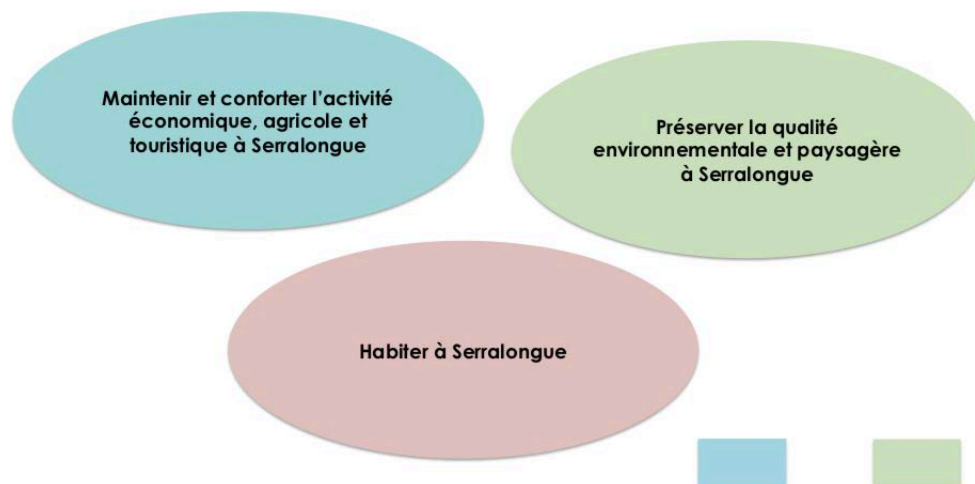 Maintenir et conforter l'activité
économique, agricole et
touristique à Serralongue
Préserver la qualité
environnementale et paysagère
à Serralongue
Habiter à Serralongue